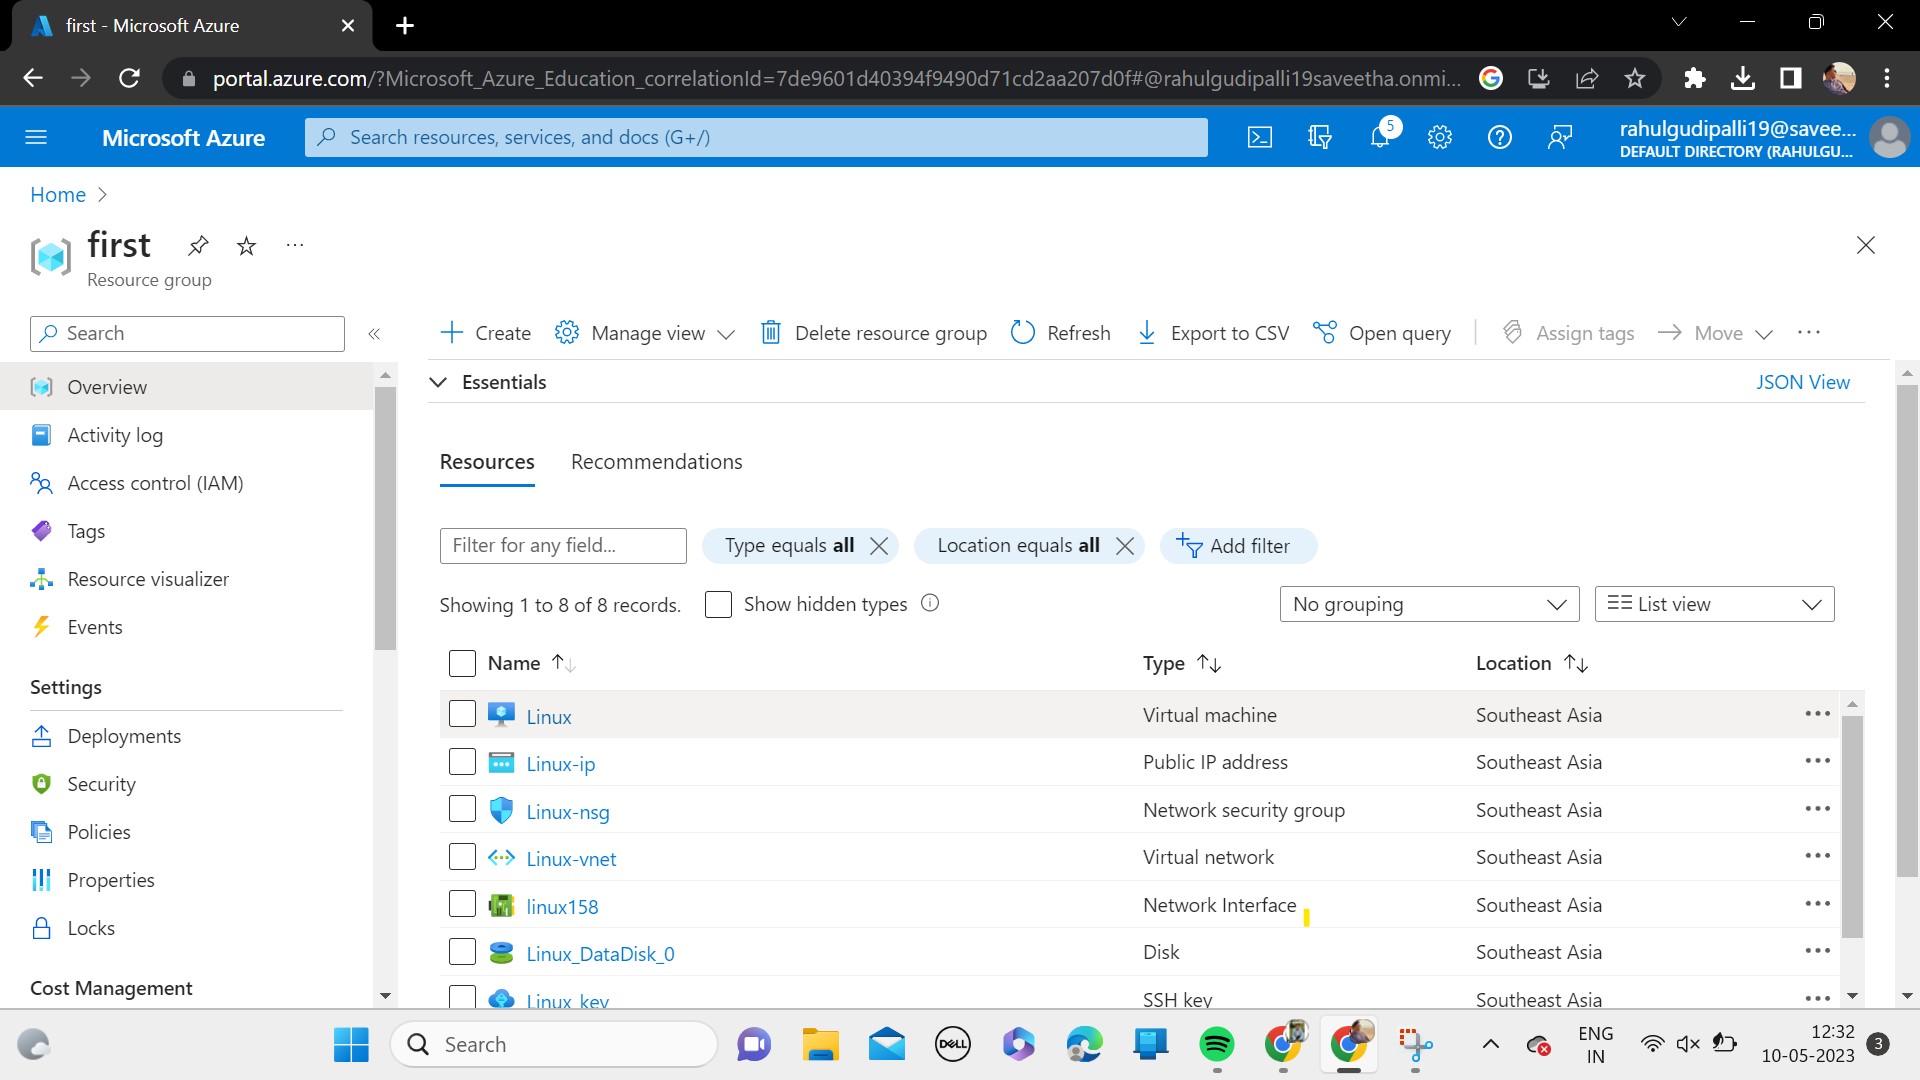 first - Microsoft Azure
portal.azure.com/?Microsoft_Azure_Education_correlationId=7de9601d40394f9490d71cd2aa207d0f#@rahulgudipalli19saveetha.onmi...
Microsoft Azure
Search resources, services, and docs (G+/)
5
rahulgudipalli19@savee...
DEFAULT DIRECTORY (RAHULGU...
Home >
first
Resource group
Search
Create
Manage view
Delete resource group
Refresh
Export to CSV
Open query
Assign tags
Move
Overview
Activity log
Access control (IAM)
Tags
Resource visualizer
Events
Settings
Deployments
Security
Policies
Properties
Locks
Cost Management
Essentials
JSON View
Resources Recommendations
Filter for any field...
Type equals all
Location equals all
Add filter
Showing 1 to 8 of 8 records.
Show hidden types
No grouping
List view
Name Type Location
Linux Virtual machine Southeast Asia
Linux-ip Public IP address Southeast Asia
Linux-nsg Network security group Southeast Asia
Linux-vnet Virtual network Southeast Asia
linux158 Network Interface Southeast Asia
Linux_DataDisk_0 Disk Southeast Asia
Linux_key SSH key Southeast Asia
Search
DELL
ENG
IN
12:32
10-05-2023
3